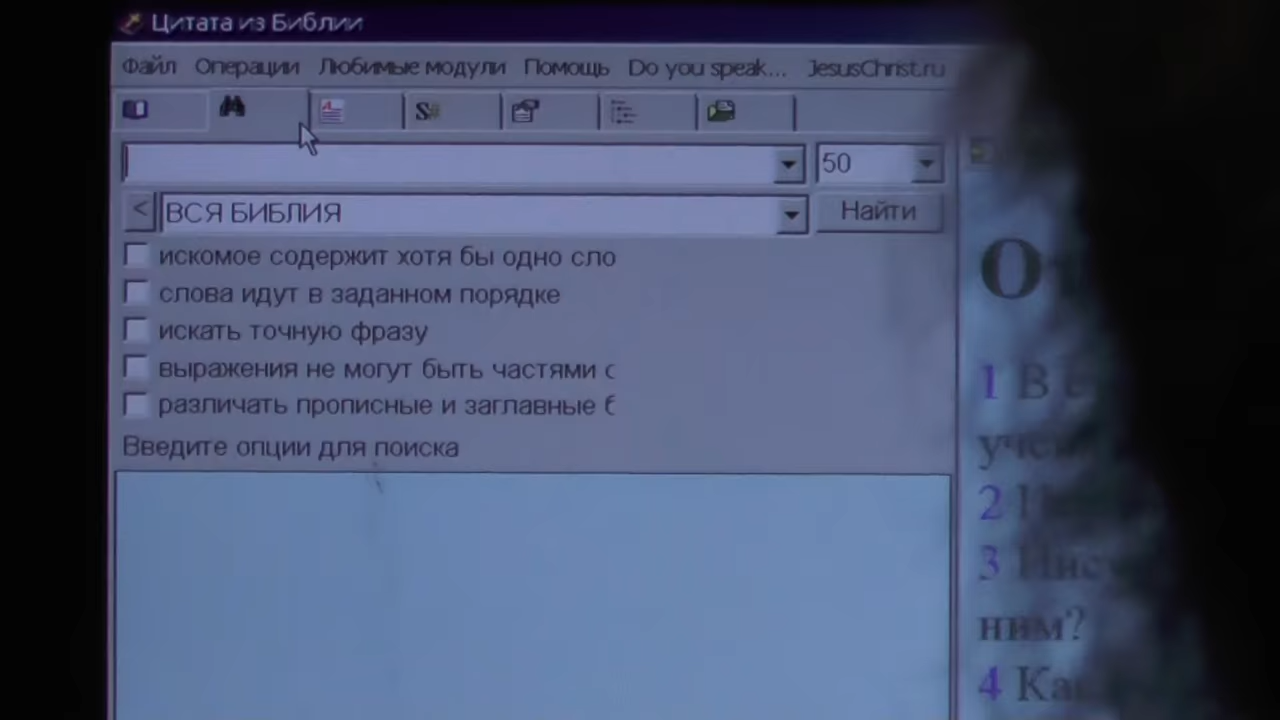 Цитата из Библии
Файл Операции Любимые модули Помощь Do you speak... JesusChrist.ru
50
< ВСЯ БИБЛИЯ Найти
искомое содержит хотя бы одно сло
слова идут в заданном порядке
искать точную фразу
выражения не могут быть частями с
различать прописные и заглавные б
Введите опции для поиска
1 В
2
3
ним?
4